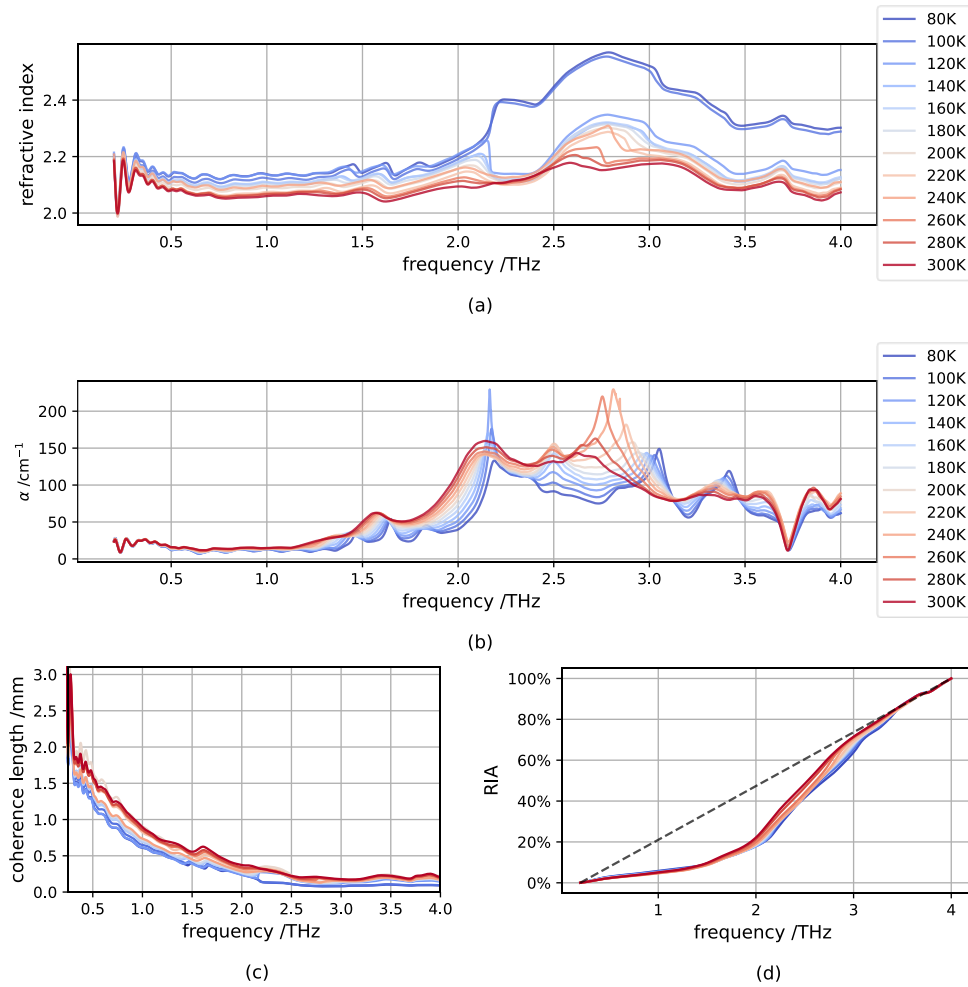 80K
100K
120K
140K
160K
180K
200K
220K
240K
260K
280K
300K
refractive index
2.4
2.2
2.0
0.5 1.0 1.5 2.0 2.5 3.0 3.5 4.0
frequency /THz
(a)
80K
100K
120K
140K
160K
180K
200K
220K
240K
260K
280K
300K
α /cm⁻¹
200
150
100
50
0
0.5 1.0 1.5 2.0 2.5 3.0 3.5 4.0
frequency /THz
(b)
coherence length /mm
3.0
2.5
2.0
1.5
1.0
0.5
0.0
0.5 1.0 1.5 2.0 2.5 3.0 3.5 4.0
frequency /THz
(c)
RIA
100%
80%
60%
40%
20%
0%
1 2 3 4
frequency /THz
(d)